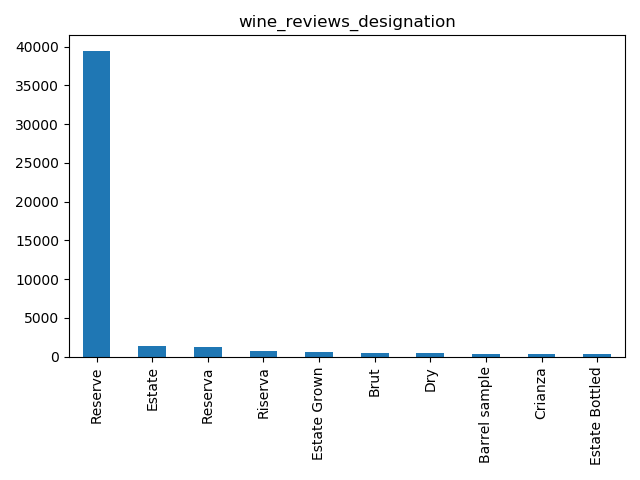 wine_reviews_designation
40000
35000
30000
25000
20000
15000
10000
5000
0
Reserve
Estate
Reserva
Riserva
Estate Grown
Brut
Dry
Barrel sample
Crianza
Estate Bottled